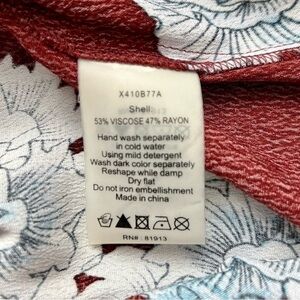 X410B77A
Shell:
53% VISCOSE 47% RAYON
Hand wash separately
in cold water
Using mild detergent
Wash dark color separately
Reshape while damp
Dry flat
Do not iron embellishment
Made in china
RN# : 81913